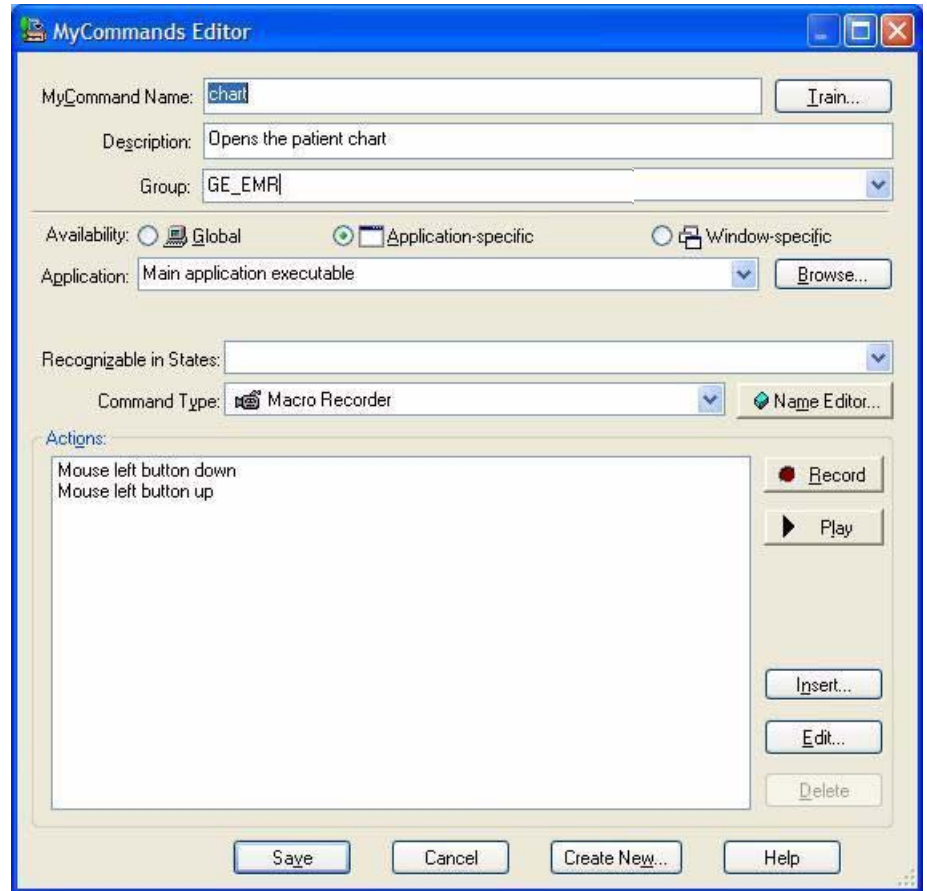 MyCommands Editor
MyCommand Name: chart Train...
Description: Opens the patient chart
Group: GE_EMR
Availability: Global Application-specific Window-specific
Application: Main application executable Browse...
Recognizable in States:
Command Type: Macro Recorder Name Editor...
Actions:
Mouse left button down
Mouse left button up
Record
Play
Insert...
Edit...
Delete
Save Cancel Create New... Help